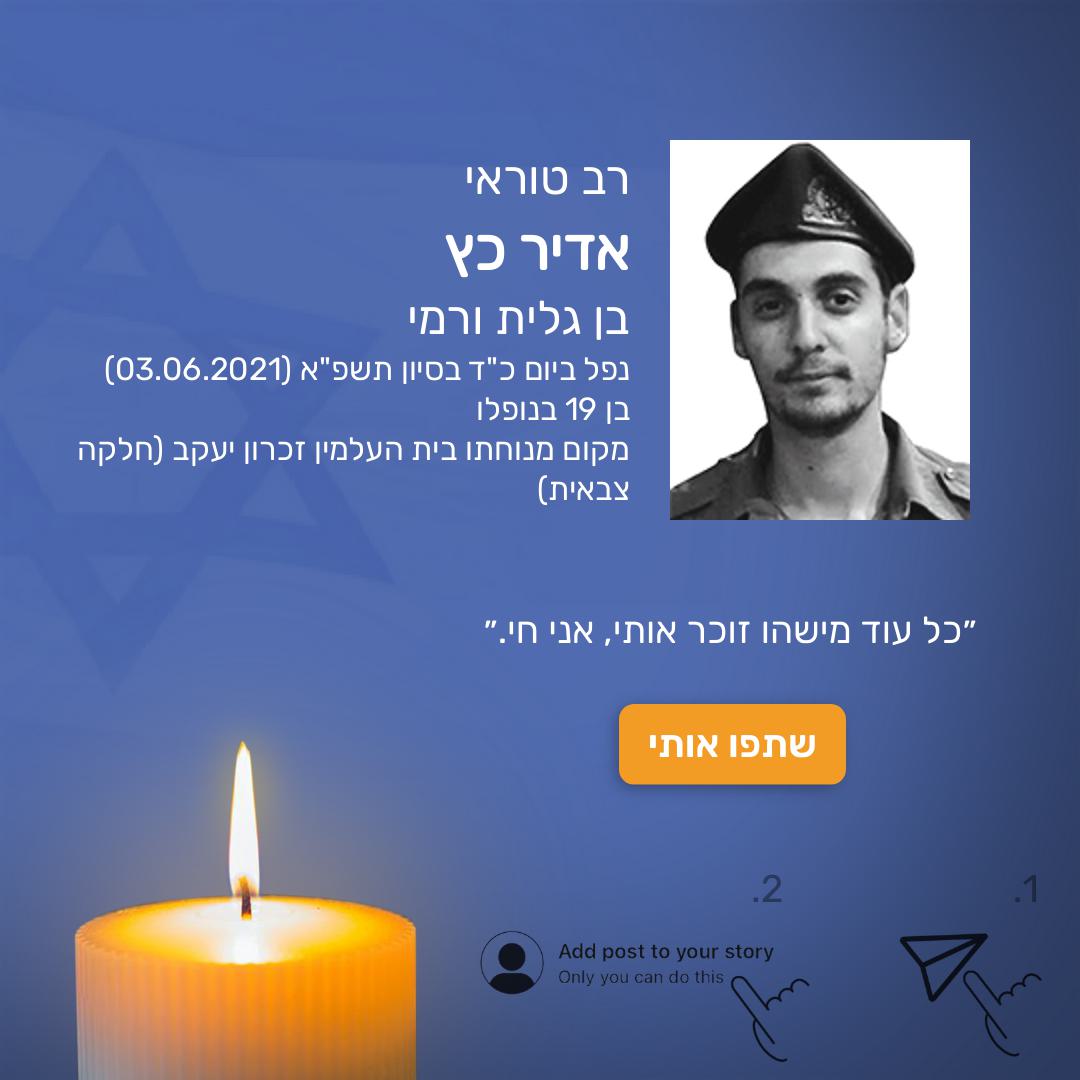 רב טוראי
אדיר כץ
בן גלית ורמי
נפל ביום כ"ד בסיון תשפ"א (03.06.2021)
בן 19 בנופלו
מקום מנוחתו בית העלמין זכרון יעקב (חלקה
צבאית)
״כל עוד מישהו זוכר אותי, אני חי.״
שתפו אותי
.1
.2
Add post to your story
Only you can do this